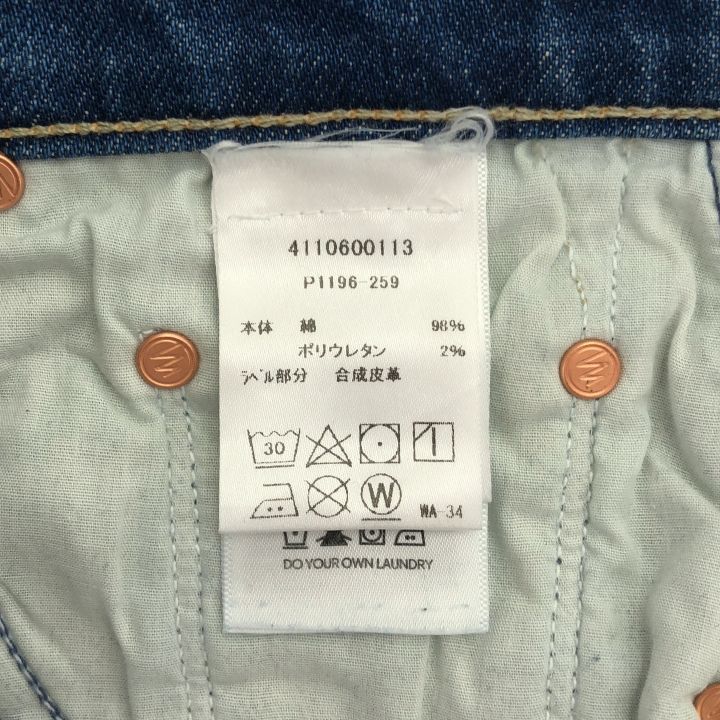 4110600113
P1196-259
本体 綿 98%
ポリウレタン 2%
ラベル部分 合成皮革
30
W
WA-34
DO YOUR OWN LAUNDRY